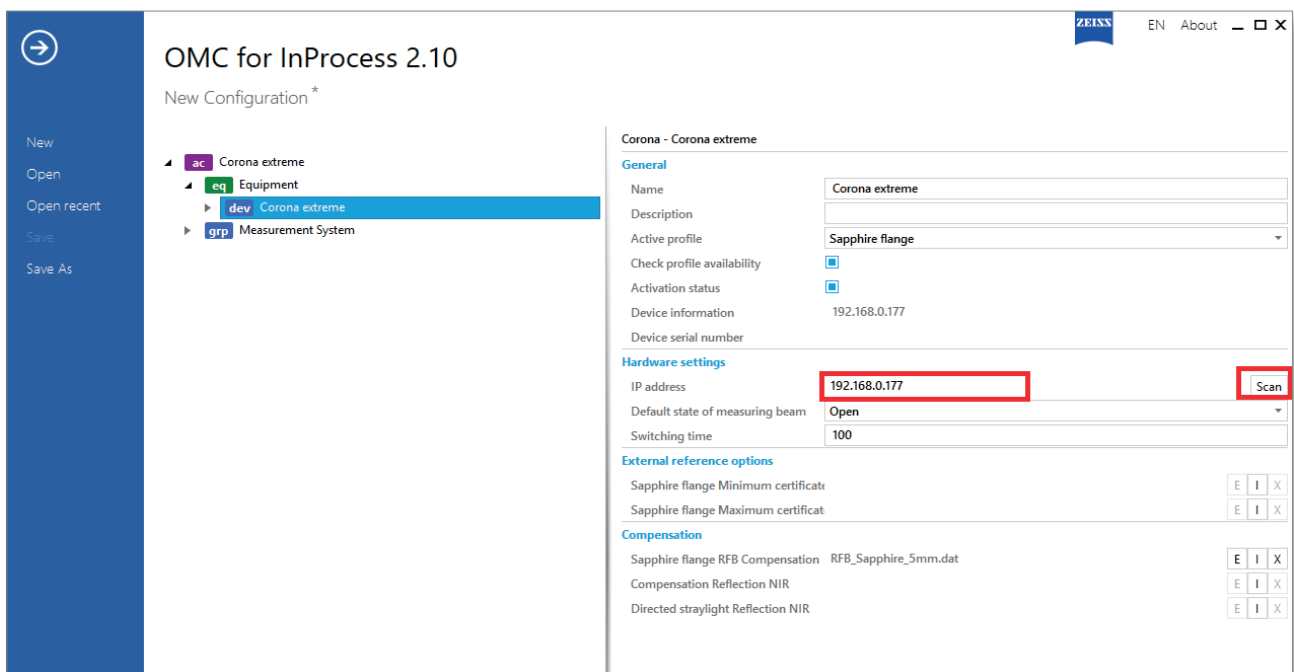 ZEISS
EN About
OMC for InProcess 2.10
New Configuration *
New
Open
Open recent
Save
Save As
ac Corona extreme
eq Equipment
dev Corona extreme
grp Measurement System
Corona - Corona extreme
General
Name Corona extreme
Description
Active profile Sapphire flange
Check profile availability
Activation status
Device information 192.168.0.177
Device serial number
Hardware settings
IP address 192.168.0.177 Scan
Default state of measuring beam Open
Switching time 100
External reference options
Sapphire flange Minimum certificate E I X
Sapphire flange Maximum certificat E I X
Compensation
Sapphire flange RFB Compensation RFB_Sapphire_5mm.dat E I X
Compensation Reflection NIR E I X
Directed straylight Reflection NIR E I X